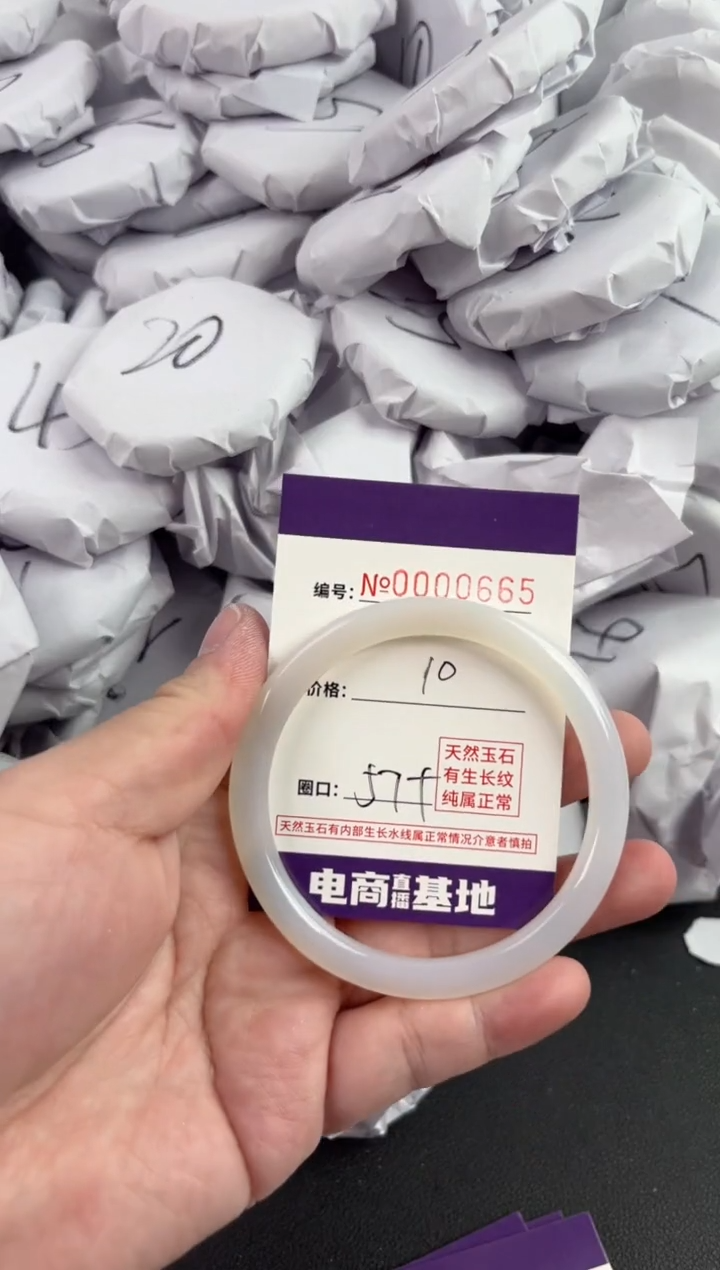 20
4
编号: №0000665
价格: 10
圈口: 57+
天然玉石
有生长纹
纯属正常
天然玉石有内部生长水线属正常情况介意者慎拍
电商直播基地